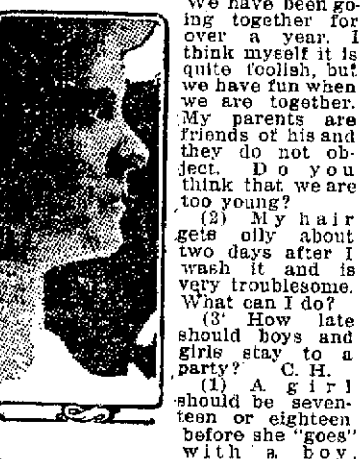 We have been go-
ing together for
over a year. I
think myself it is
quite foolish, but
we have fun when
we are together.
My parents are
friends of his and
they do not ob-
ject. Do you
think that we are
too young?
(2) My hair
gets oily about
two days after I
wash it and is
very troublesome.
What can I do?
(3' How late
should boys and
girls stay to a
party? C. H.
(1) A girl
should be seven-
teen or eighteen
before she "goes"
with a boy.